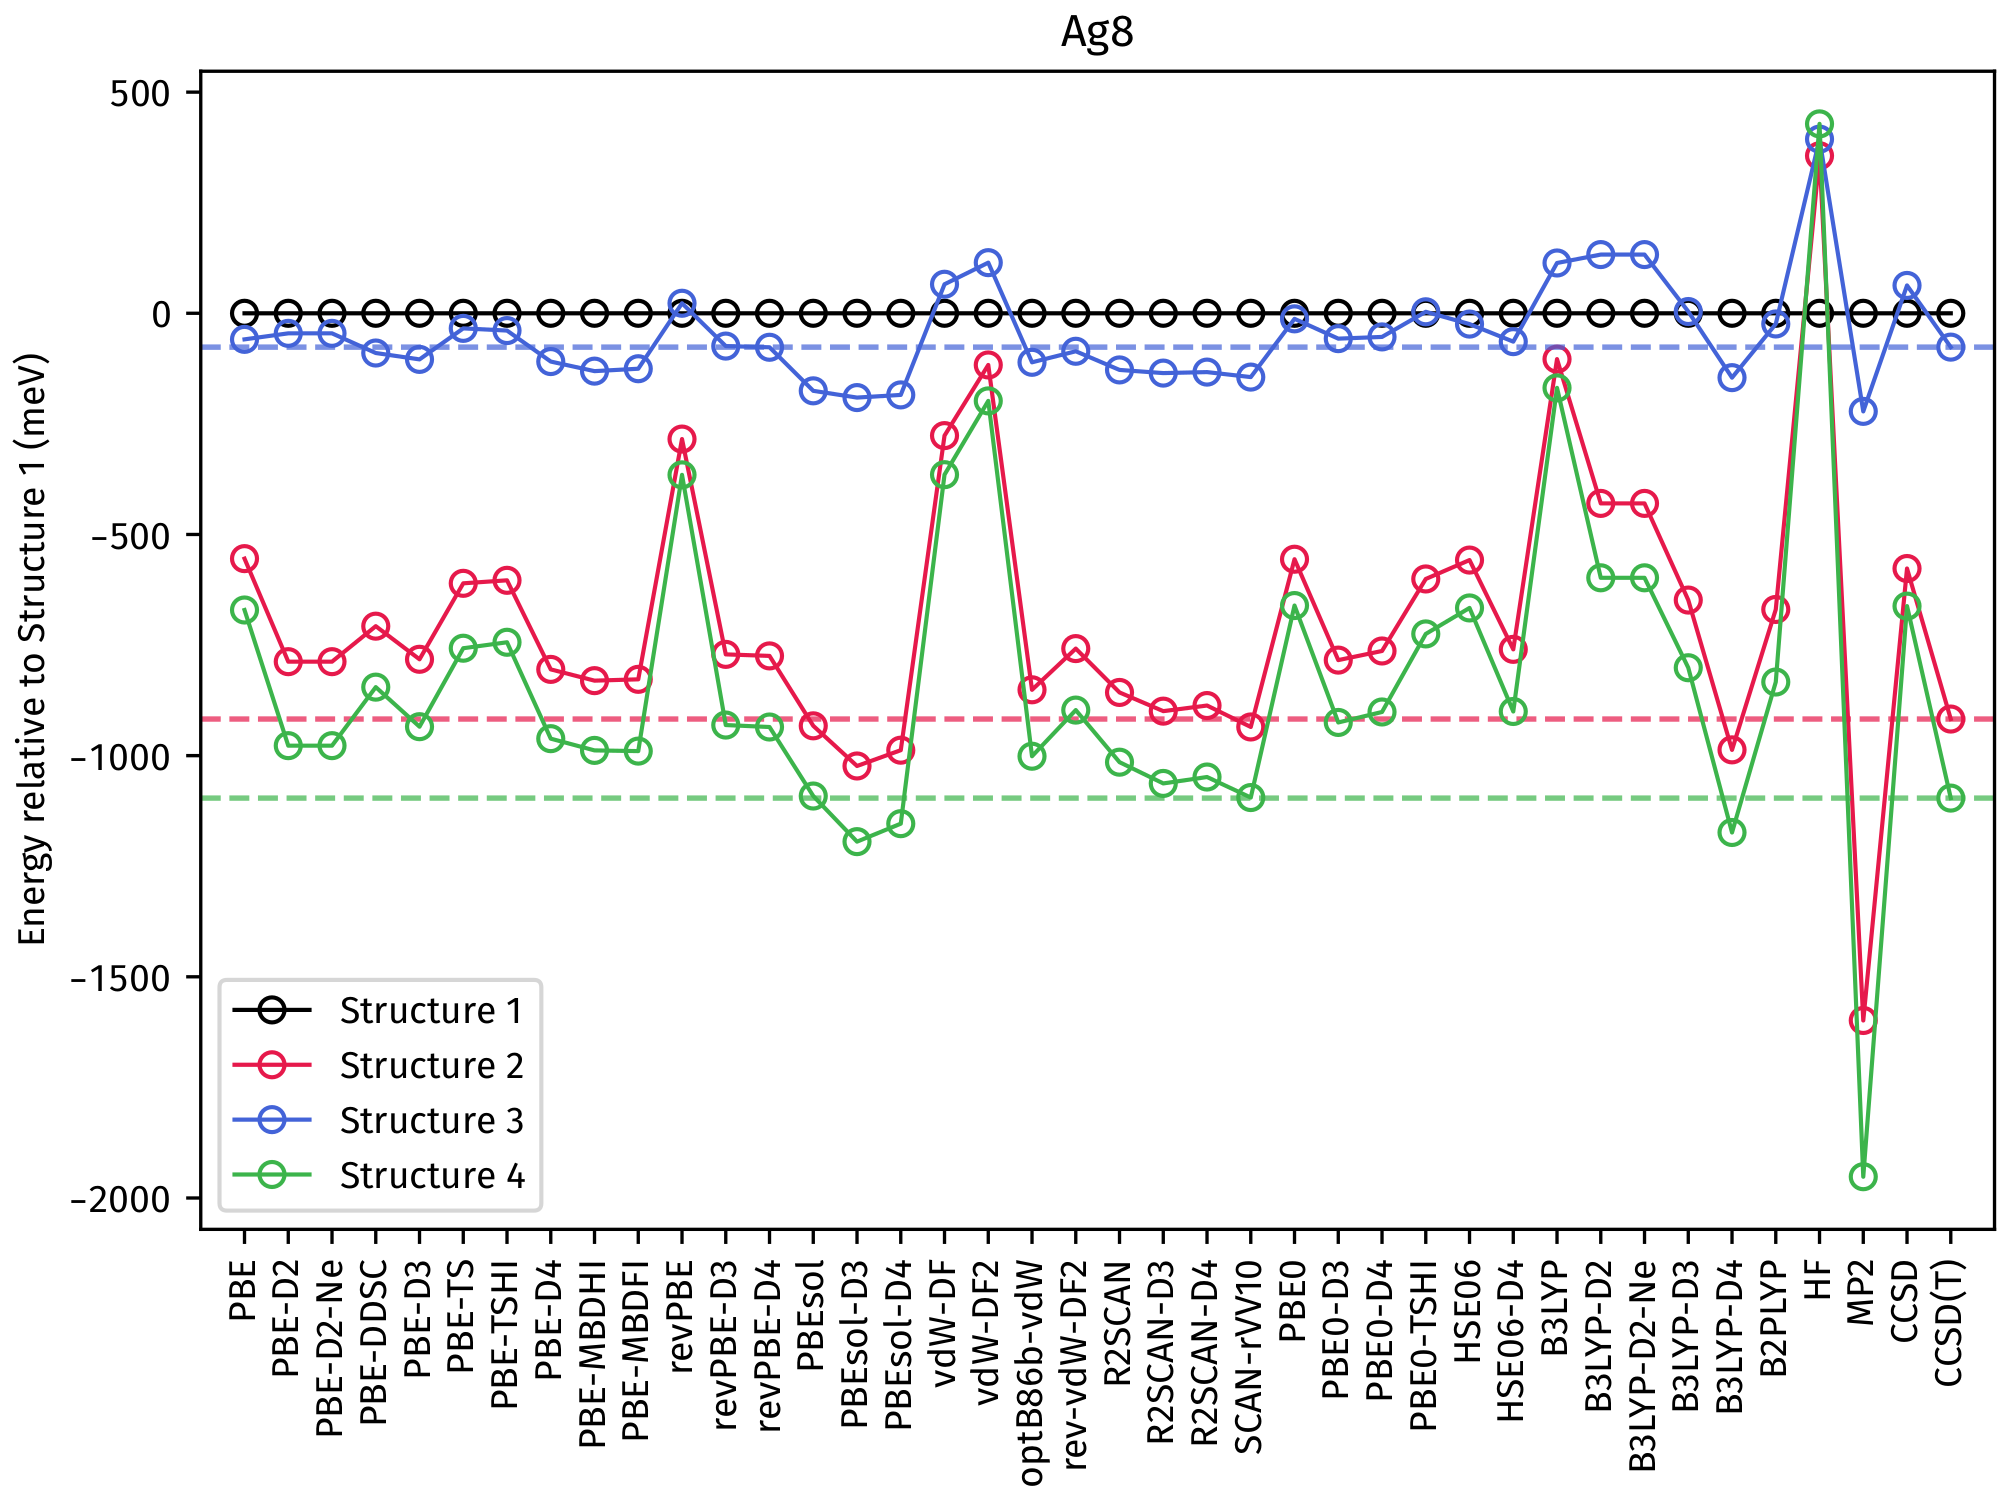 Ag8
Energy relative to Structure 1 (meV)
500
0
−500
−1000
−1500
−2000
Structure 1
Structure 2
Structure 3
Structure 4
PBE
PBE-D2
PBE-D2-Ne
PBE-DDSC
PBE-D3
PBE-TS
PBE-TSHI
PBE-D4
PBE-MBDHI
PBE-MBDFI
revPBE
revPBE-D3
revPBE-D4
PBEsol
PBEsol-D3
PBEsol-D4
vdW-DF
vdW-DF2
optB86b-vdW
rev-vdW-DF2
R2SCAN
R2SCAN-D3
R2SCAN-D4
SCAN-rVV10
PBE0
PBE0-D3
PBE0-D4
PBE0-TSHI
HSE06
HSE06-D4
B3LYP
B3LYP-D2
B3LYP-D2-Ne
B3LYP-D3
B3LYP-D4
B2PLYP
HF
MP2
CCSD
CCSD(T)